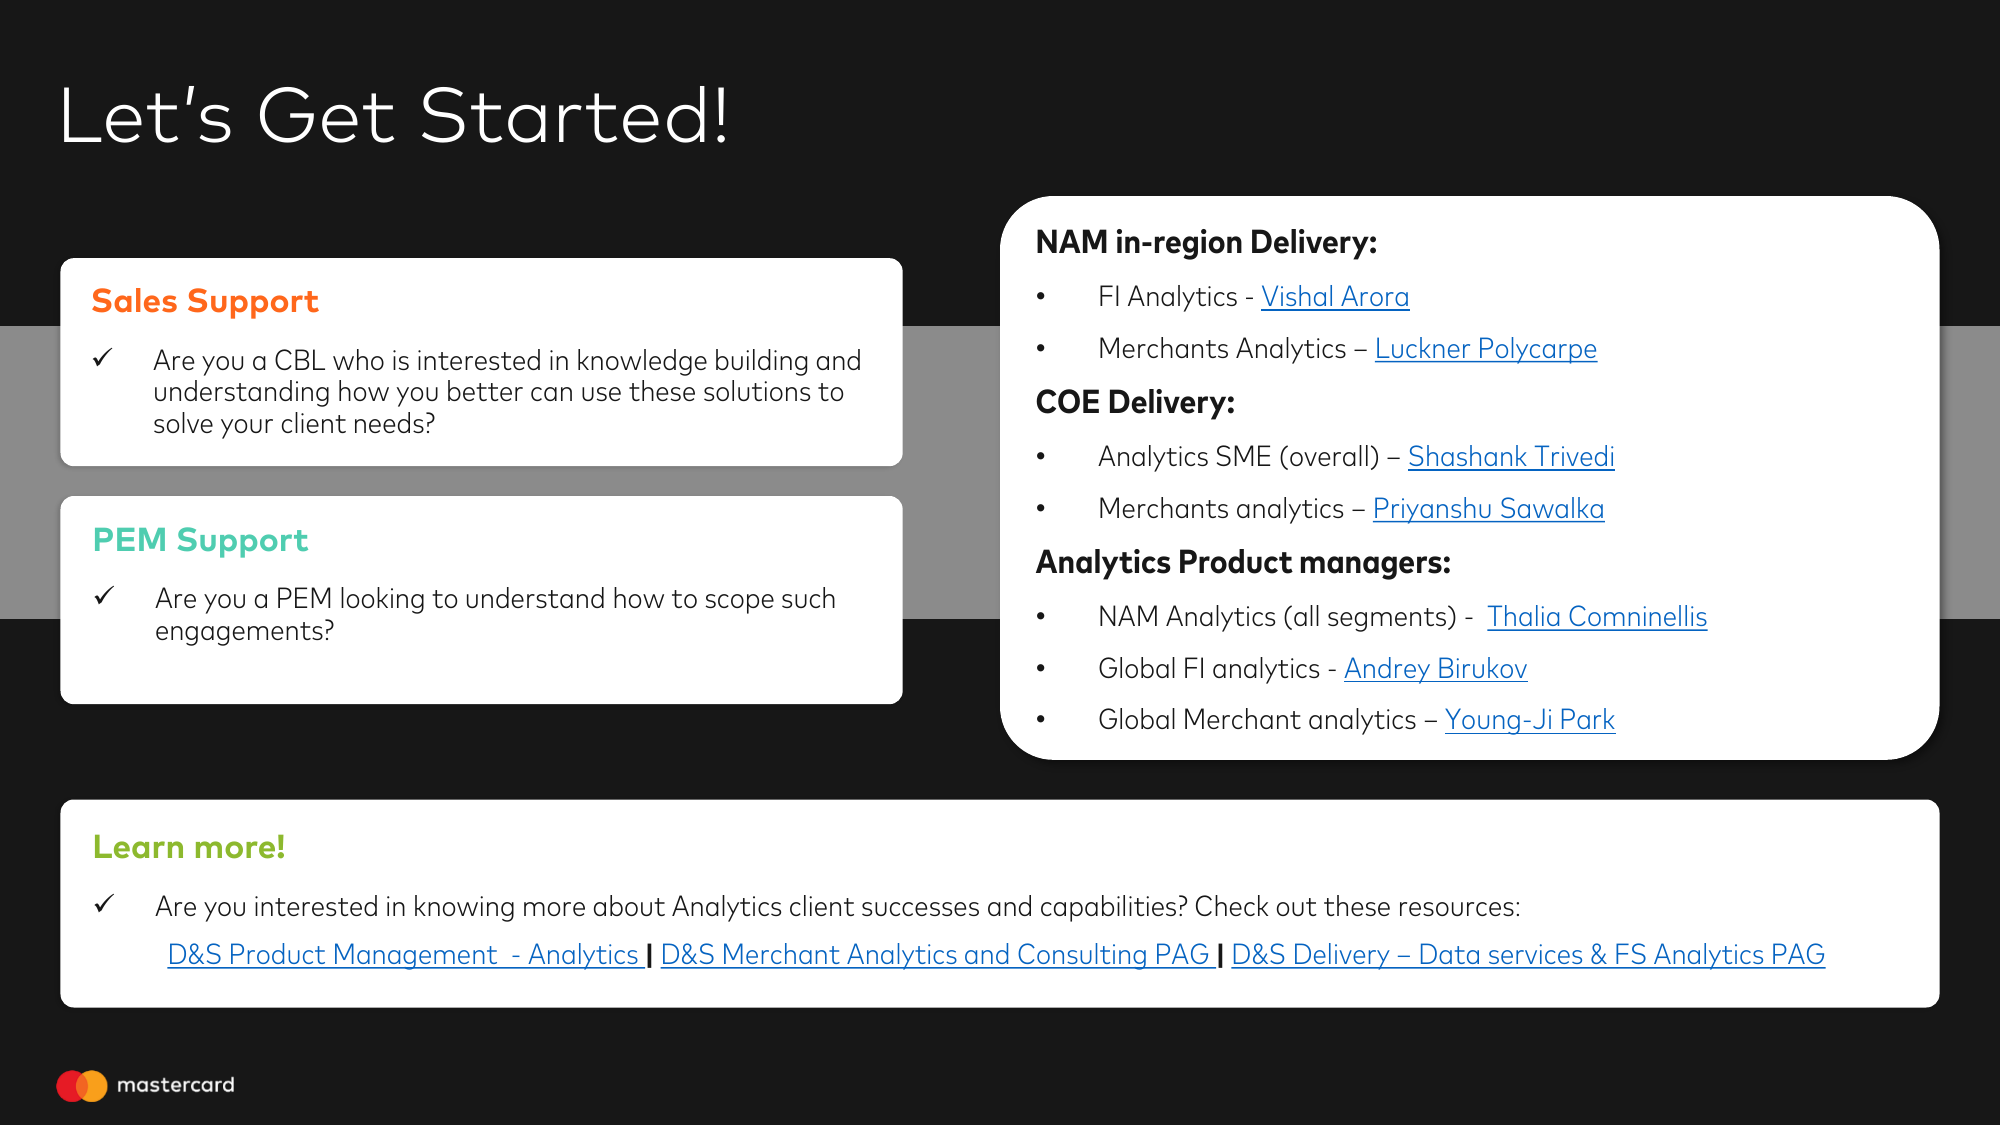 Let's Get Started!
Sales Support
✓ Are you a CBL who is interested in knowledge building and
understanding how you better can use these solutions to
solve your client needs?
PEM Support
✓ Are you a PEM looking to understand how to scope such
engagements?
NAM in-region Delivery:
• FI Analytics - Vishal Arora
• Merchants Analytics – Luckner Polycarpe
COE Delivery:
• Analytics SME (overall) – Shashank Trivedi
• Merchants analytics – Priyanshu Sawalka
Analytics Product managers:
• NAM Analytics (all segments) -  Thalia Comninellis
• Global FI analytics - Andrey Birukov
• Global Merchant analytics – Young-Ji Park
Learn more!
✓ Are you interested in knowing more about Analytics client successes and capabilities? Check out these resources:
D&S Product Management  - Analytics | D&S Merchant Analytics and Consulting PAG | D&S Delivery – Data services & FS Analytics PAG
mastercard